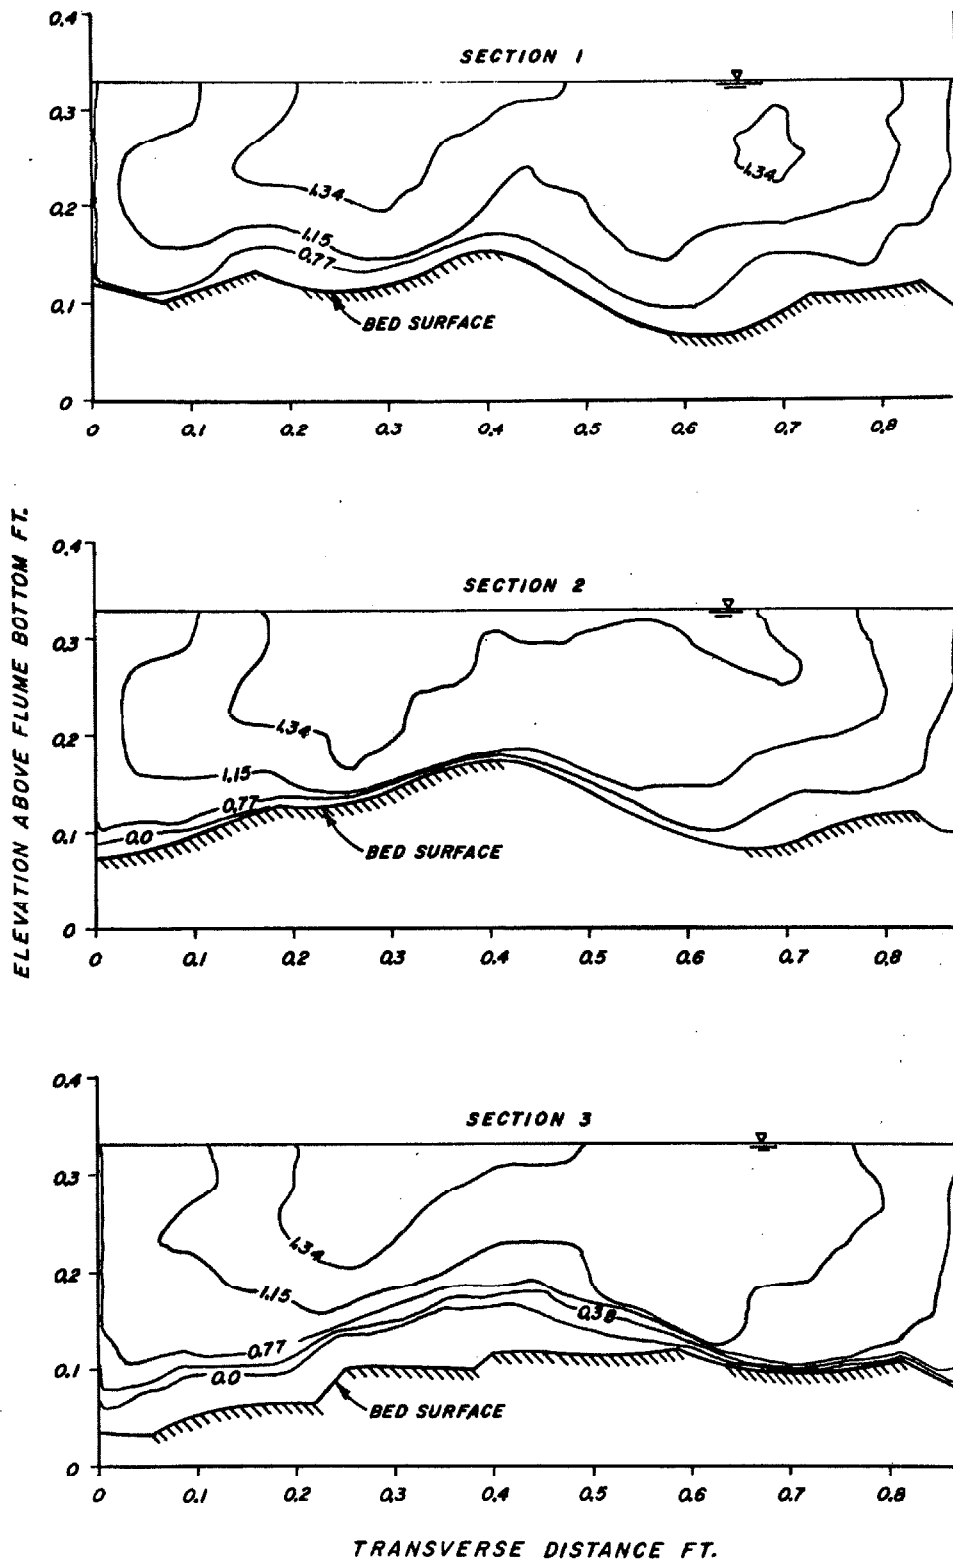 0.4
SECTION 1
0.3
1.34
1.34
0.2
1.15
0.77
0.1
BED SURFACE
0
0 0.1 0.2 0.3 0.4 0.5 0.6 0.7 0.8
ELEVATION ABOVE FLUME BOTTOM FT.
0.4
SECTION 2
0.3
0.2
1.34
1.15
0.77
0.1
0.0
BED SURFACE
0
0 0.1 0.2 0.3 0.4 0.5 0.6 0.7 0.8
0.4
SECTION 3
0.3
1.34
0.2
1.15
0.38
0.77
0.1
0.0
BED SURFACE
0
0 0.1 0.2 0.3 0.4 0.5 0.6 0.7 0.8
TRANSVERSE DISTANCE FT.